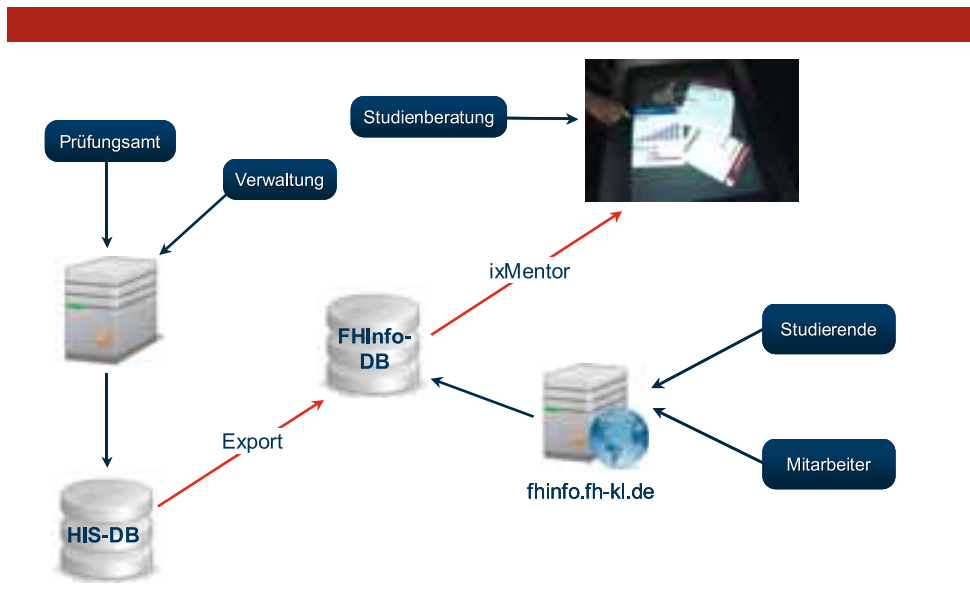 Studienberatung
Prüfungsamt
Verwaltung
ixMentor
FHInfo-
DB
Studierende
Export
Mitarbeiter
fhinfo.fh-kl.de
HIS-DB